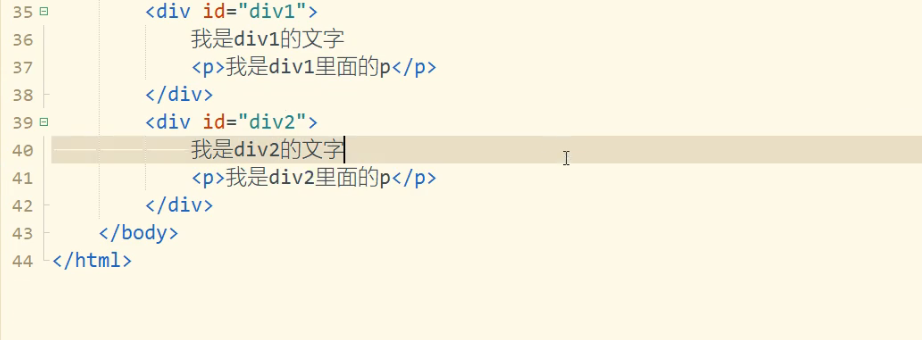 35 <div id="div1">
36 我是div1的文字
37 <p>我是div1里面的p</p>
38 </div>
39 <div id="div2">
40 我是div2的文字
41 <p>我是div2里面的p</p>
42 </div>
43 </body>
44 </html>